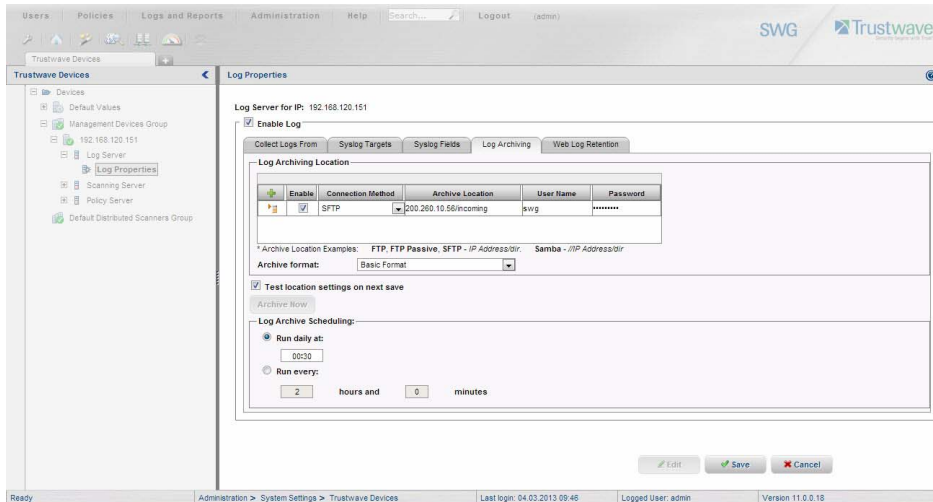 Users Policies Logs and Reports Administration Help Search... Logout (admin)
SWG Trustwave
Trustwave Devices
Trustwave Devices
Devices
Default Values
Management Devices Group
192.168.120.151
Log Server
Log Properties
Scanning Server
Policy Server
Default Distributed Scanners Group
Log Properties
Log Server for IP: 192.168.120.151
Enable Log
Collect Logs From Syslog Targets Syslog Fields Log Archiving Web Log Retention
Log Archiving Location
Enable Connection Method Archive Location User Name Password
SFTP 200.260.10.56/incoming swg •••••••••
* Archive Location Examples: FTP, FTP Passive, SFTP - IP Address/dir. Samba - //IP Address/dir
Archive format: Basic Format
Test location settings on next save
Archive Now
Log Archive Scheduling:
Run daily at:
00:30
Run every:
2 hours and 0 minutes
Edit Save Cancel
Ready Administration > System Settings > Trustwave Devices Last login: 04.03.2013 09:46 Logged User: admin Version 11.0.0.18